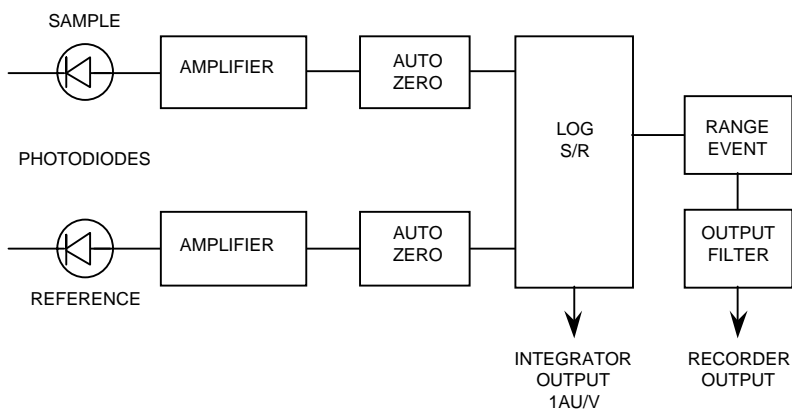 SAMPLE
AMPLIFIER
AUTO
ZERO
LOG
S/R
RANGE
EVENT
PHOTODIODES
AMPLIFIER
AUTO
ZERO
OUTPUT
FILTER
REFERENCE
INTEGRATOR
OUTPUT
1AU/V
RECORDER
OUTPUT